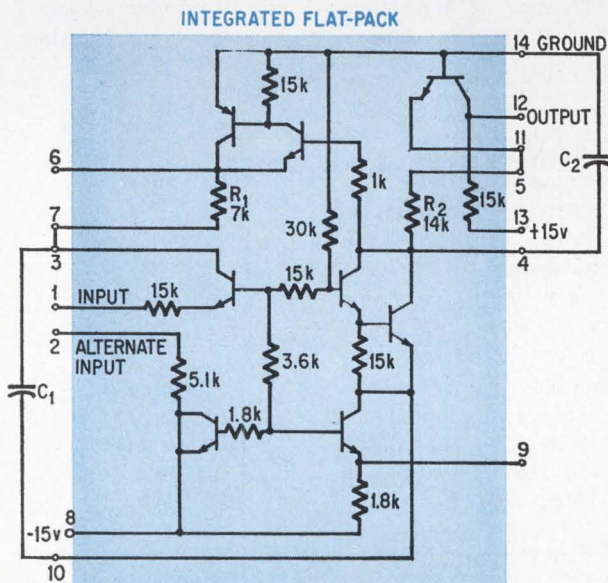 INTEGRATED FLAT-PACK
14 GROUND
15k
12
OUTPUT
11
6
5
C2
1k
R1
7k
R2
14k
15k
7
30k
13
+15v
3
4
1
INPUT
15k
15k
2
ALTERNATE
INPUT
3.6k
15k
C1
5.1k
1.8k
9
1.8k
-15v
8
10